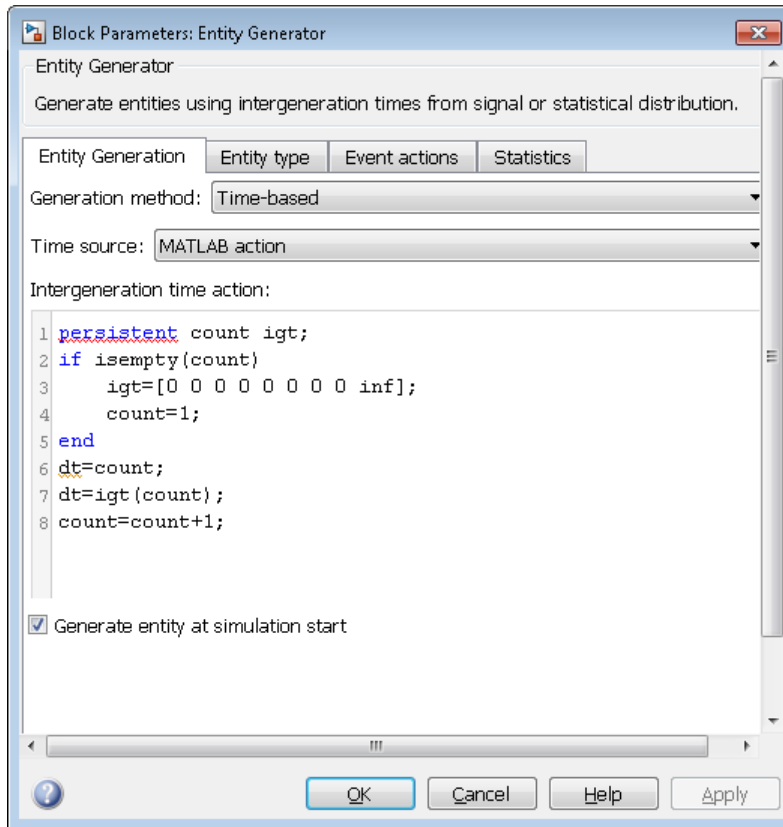 Block Parameters: Entity Generator
Entity Generator
Generate entities using intergeneration times from signal or statistical distribution.
Entity Generation Entity type Event actions Statistics
Generation method: Time-based
Time source: MATLAB action
Intergeneration time action:
1 persistent count igt;
2 if isempty(count)
3 igt=[0 0 0 0 0 0 0 0 inf];
4 count=1;
5 end
6 dt=count;
7 dt=igt(count);
8 count=count+1;
Generate entity at simulation start
OK Cancel Help Apply